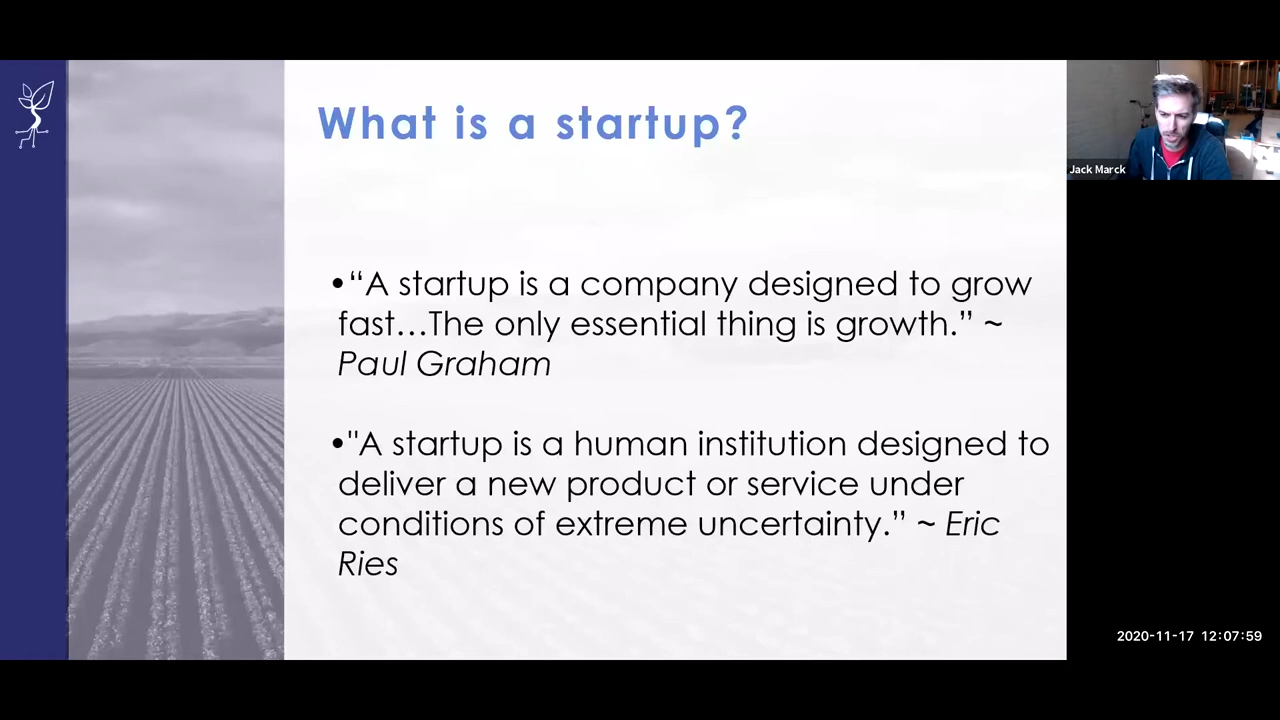 What is a startup?
•“A startup is a company designed to grow
fast…The only essential thing is growth.” ~
Paul Graham
•"A startup is a human institution designed to
deliver a new product or service under
conditions of extreme uncertainty.” ~ Eric
Ries
Jack Marck
2020-11-17 12:07:59